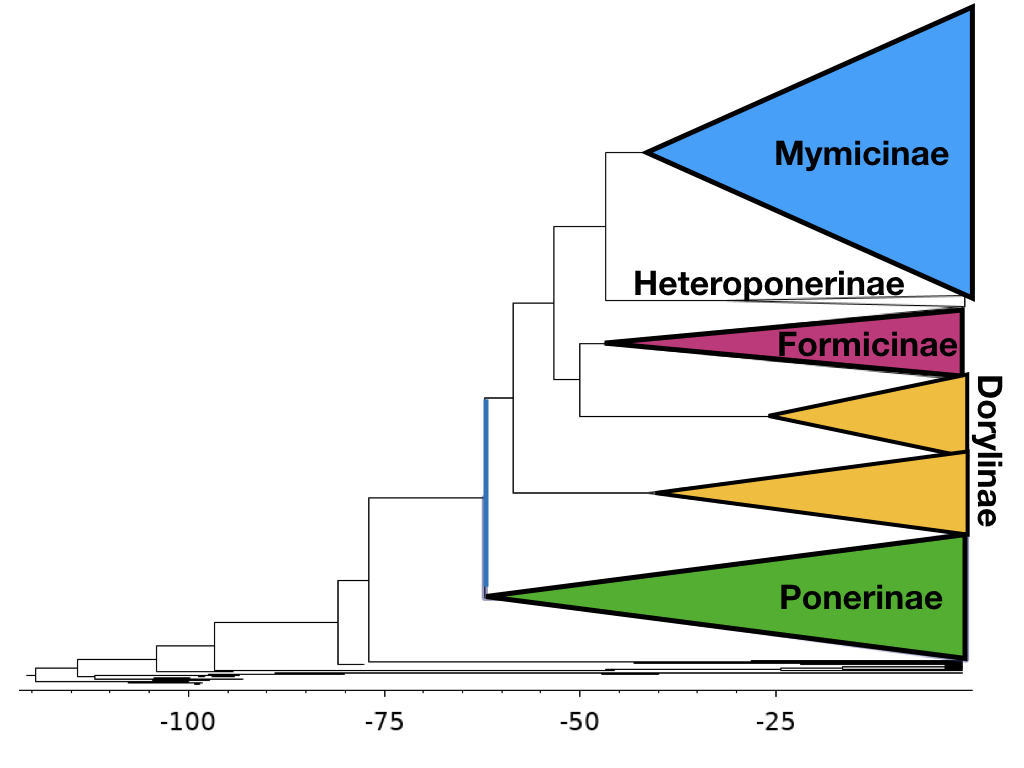 Mymicinae
Heteroponerinae
Formicinae
Dorylinae
Ponerinae
-100 -75 -50 -25